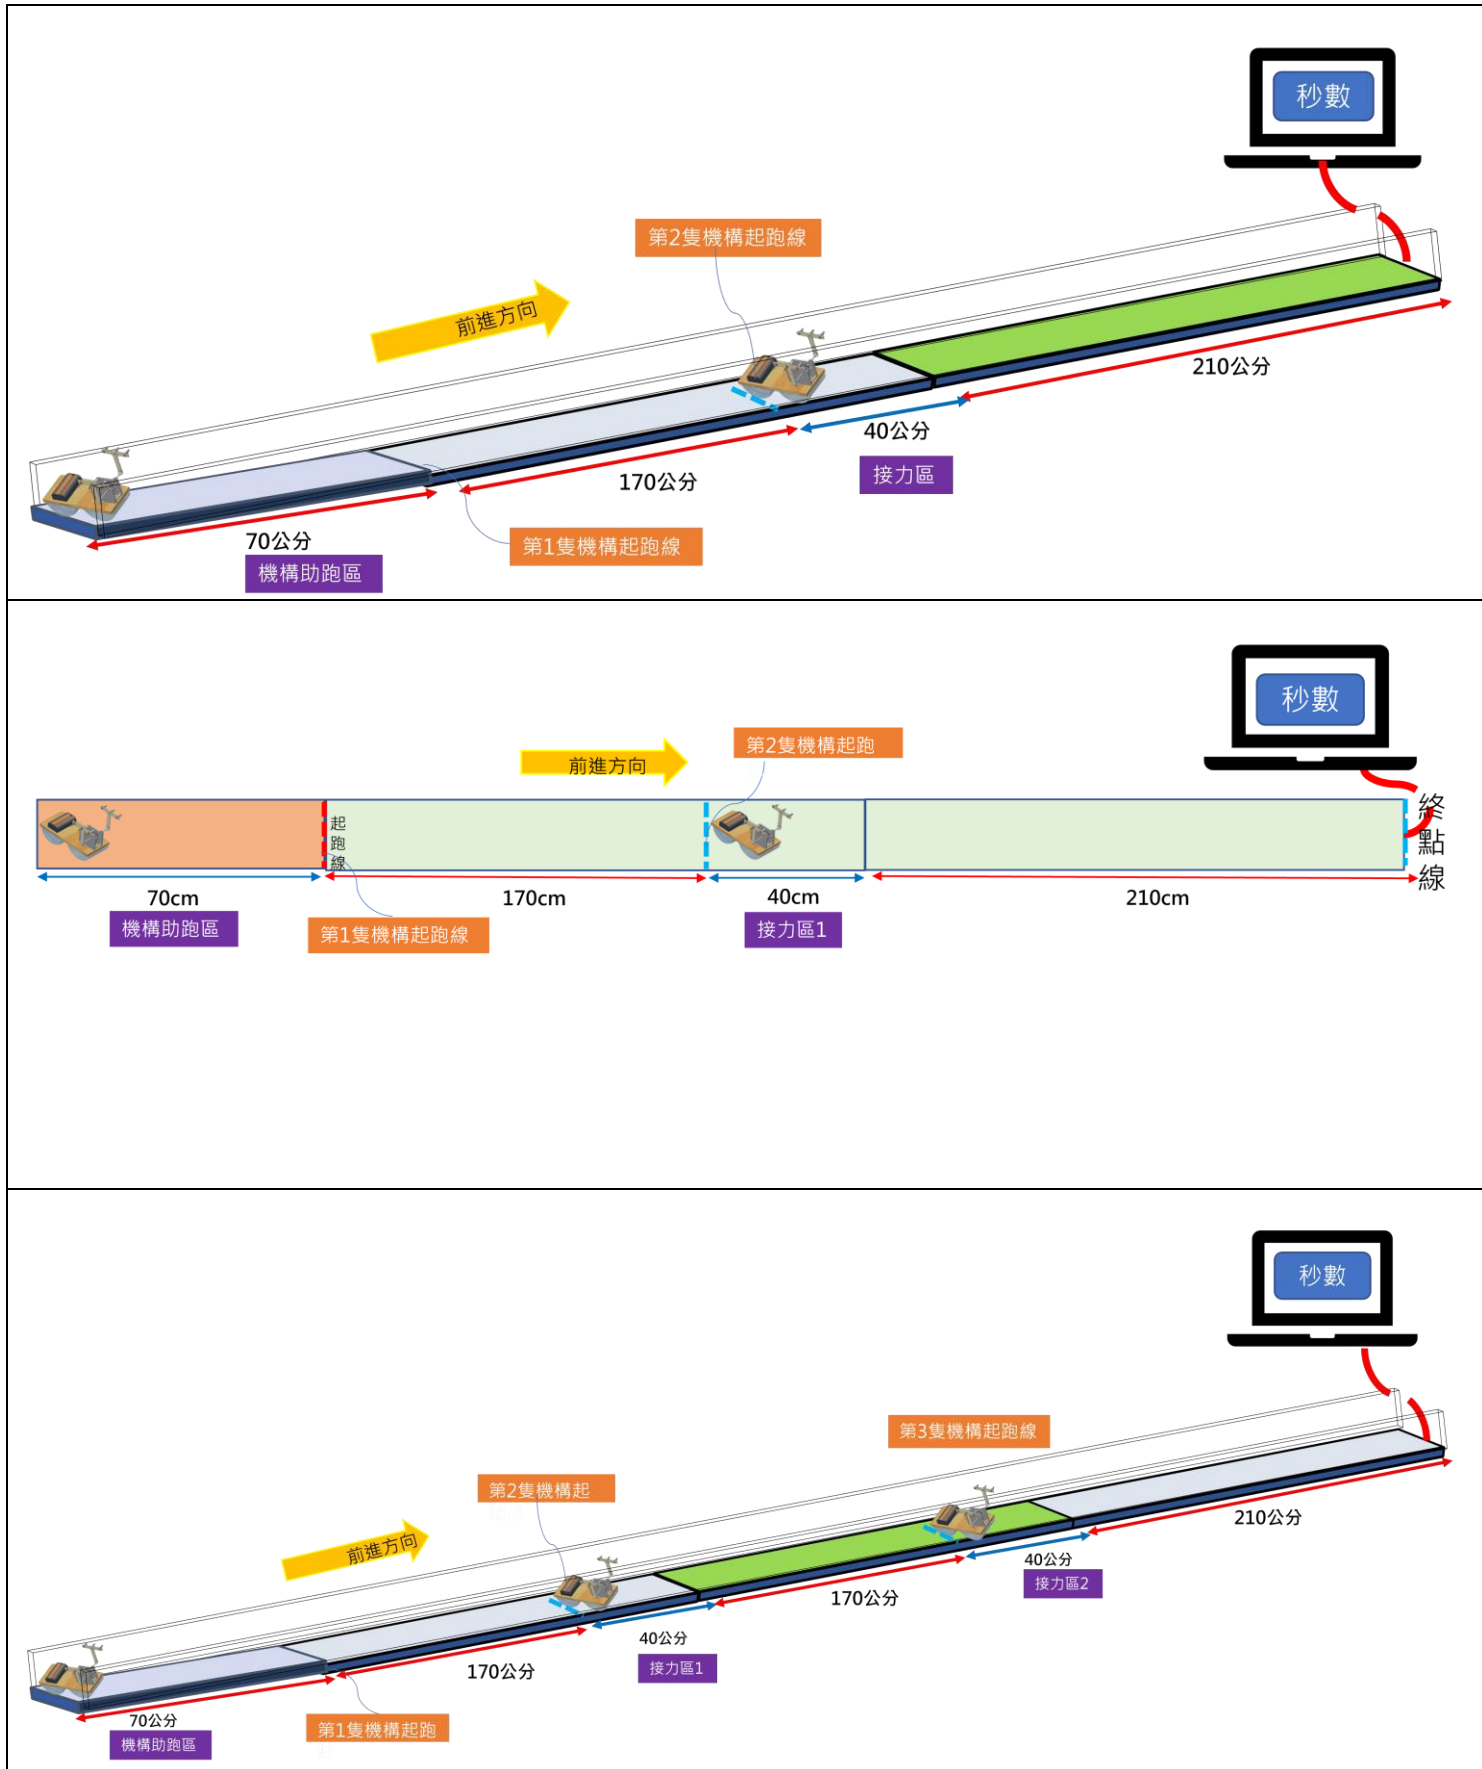 秒數
第2隻機構起跑線
前進方向
210公分
40公分
接力區
170公分
第1隻機構起跑線
70公分
機構助跑區
秒數
第2隻機構起跑
前進方向
起跑線
終點線
70cm
170cm
40cm
210cm
機構助跑區
第1隻機構起跑線
接力區1
秒數
第3隻機構起跑線
第2隻機構起
前進方向
210公分
40公分
接力區2
170公分
40公分
接力區1
170公分
70公分
機構助跑區
第1隻機構起跑